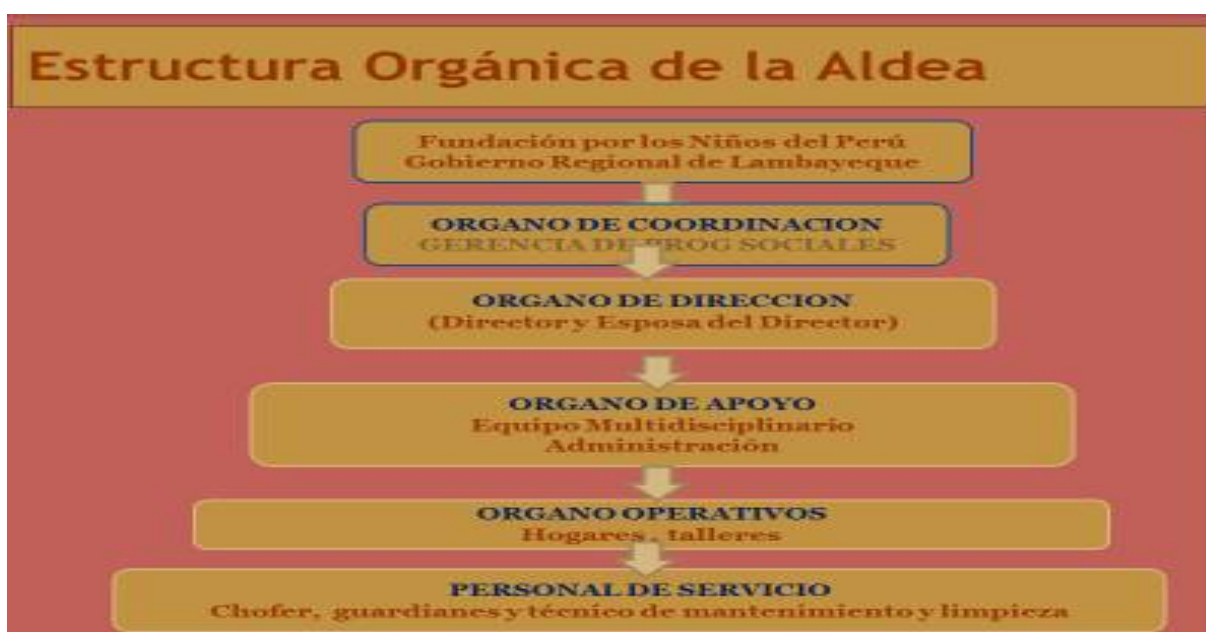 Estructura Orgánica de la Aldea
Fundación por los Niños del Perú
Gobierno Regional de Lambayeque
ORGANO DE COORDINACION
GERENCIA DE PROG SOCIALES
ORGANO DE DIRECCION
(Director y Esposa del Director)
ORGANO DE APOYO
Equipo Multidisciplinario
Administración
ORGANO OPERATIVOS
Hogares , talleres
PERSONAL DE SERVICIO
Chofer, guardianes y técnico de mantenimiento y limpieza